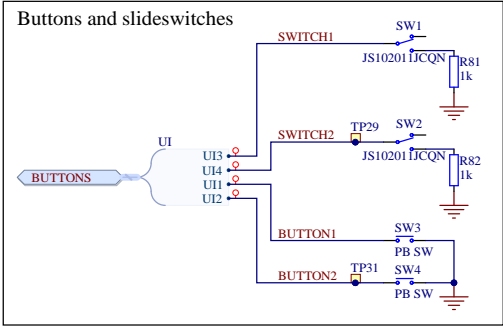 Buttons and slideswitches
SW1
SWITCH1
JS102011JCQN
R81
1k
UI
TP29
SW2
UI3
SWITCH2
UI4
JS102011JCQN
R82
1k
BUTTONS
UI1
UI2
SW3
BUTTON1
PB SW
TP31
SW4
BUTTON2
PB SW